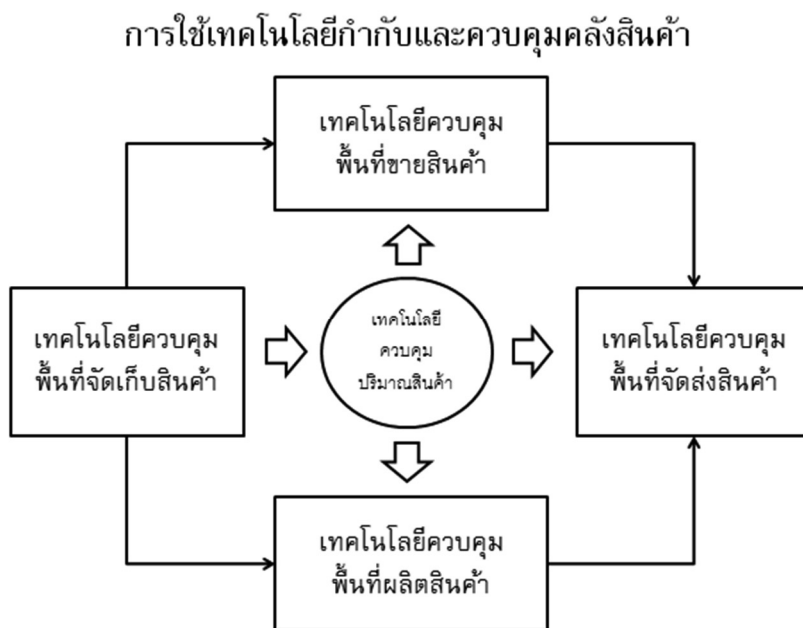 การใช้เทคโนโลยีกำกับและควบคุมคลังสินค้า
เทคโนโลยีควบคุม
พื้นที่ขายสินค้า
เทคโนโลยีควบคุม
พื้นที่จัดเก็บสินค้า
เทคโนโลยี
ควบคุม
ปริมาณสินค้า
เทคโนโลยีควบคุม
พื้นที่จัดส่งสินค้า
เทคโนโลยีควบคุม
พื้นที่ผลิตสินค้า